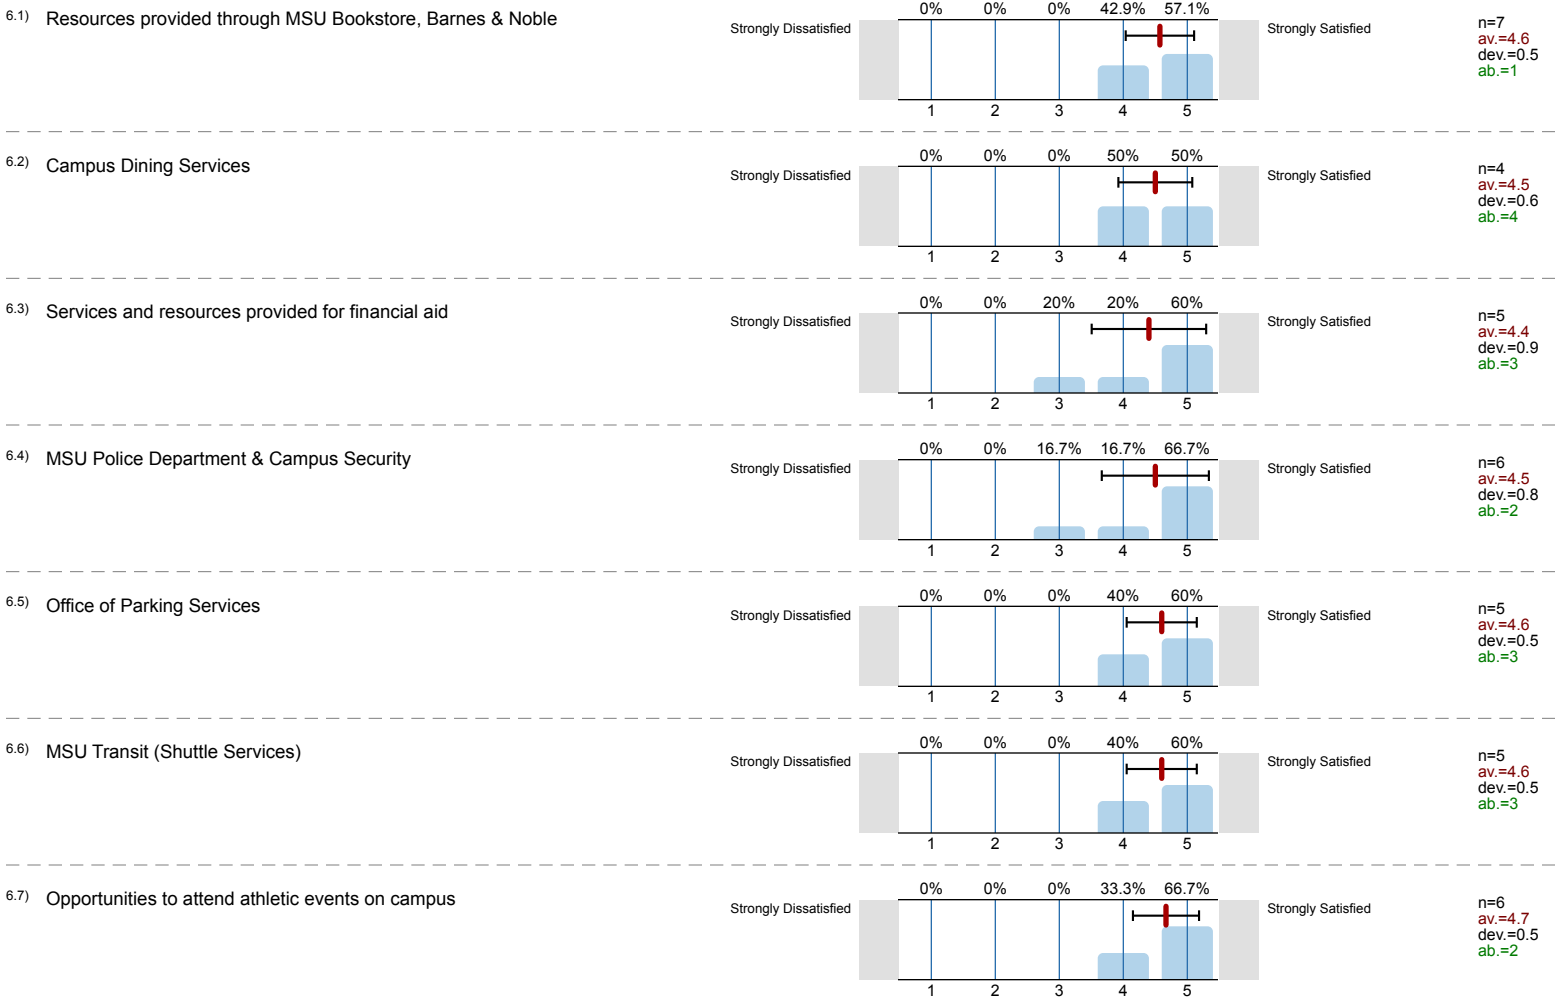 6.1) Resources provided through MSU Bookstore, Barnes & Noble
0% 0% 0% 42.9% 57.1%
Strongly Dissatisfied Strongly Satisfied
n=7
av.=4.6
dev.=0.5
ab.=1
1 2 3 4 5
6.2) Campus Dining Services
0% 0% 0% 50% 50%
Strongly Dissatisfied Strongly Satisfied
n=4
av.=4.5
dev.=0.6
ab.=4
1 2 3 4 5
6.3) Services and resources provided for financial aid
0% 0% 20% 20% 60%
Strongly Dissatisfied Strongly Satisfied
n=5
av.=4.4
dev.=0.9
ab.=3
1 2 3 4 5
6.4) MSU Police Department & Campus Security
0% 0% 16.7% 16.7% 66.7%
Strongly Dissatisfied Strongly Satisfied
n=6
av.=4.5
dev.=0.8
ab.=2
1 2 3 4 5
6.5) Office of Parking Services
0% 0% 0% 40% 60%
Strongly Dissatisfied Strongly Satisfied
n=5
av.=4.6
dev.=0.5
ab.=3
1 2 3 4 5
6.6) MSU Transit (Shuttle Services)
0% 0% 0% 40% 60%
Strongly Dissatisfied Strongly Satisfied
n=5
av.=4.6
dev.=0.5
ab.=3
1 2 3 4 5
6.7) Opportunities to attend athletic events on campus
0% 0% 0% 33.3% 66.7%
Strongly Dissatisfied Strongly Satisfied
n=6
av.=4.7
dev.=0.5
ab.=2
1 2 3 4 5